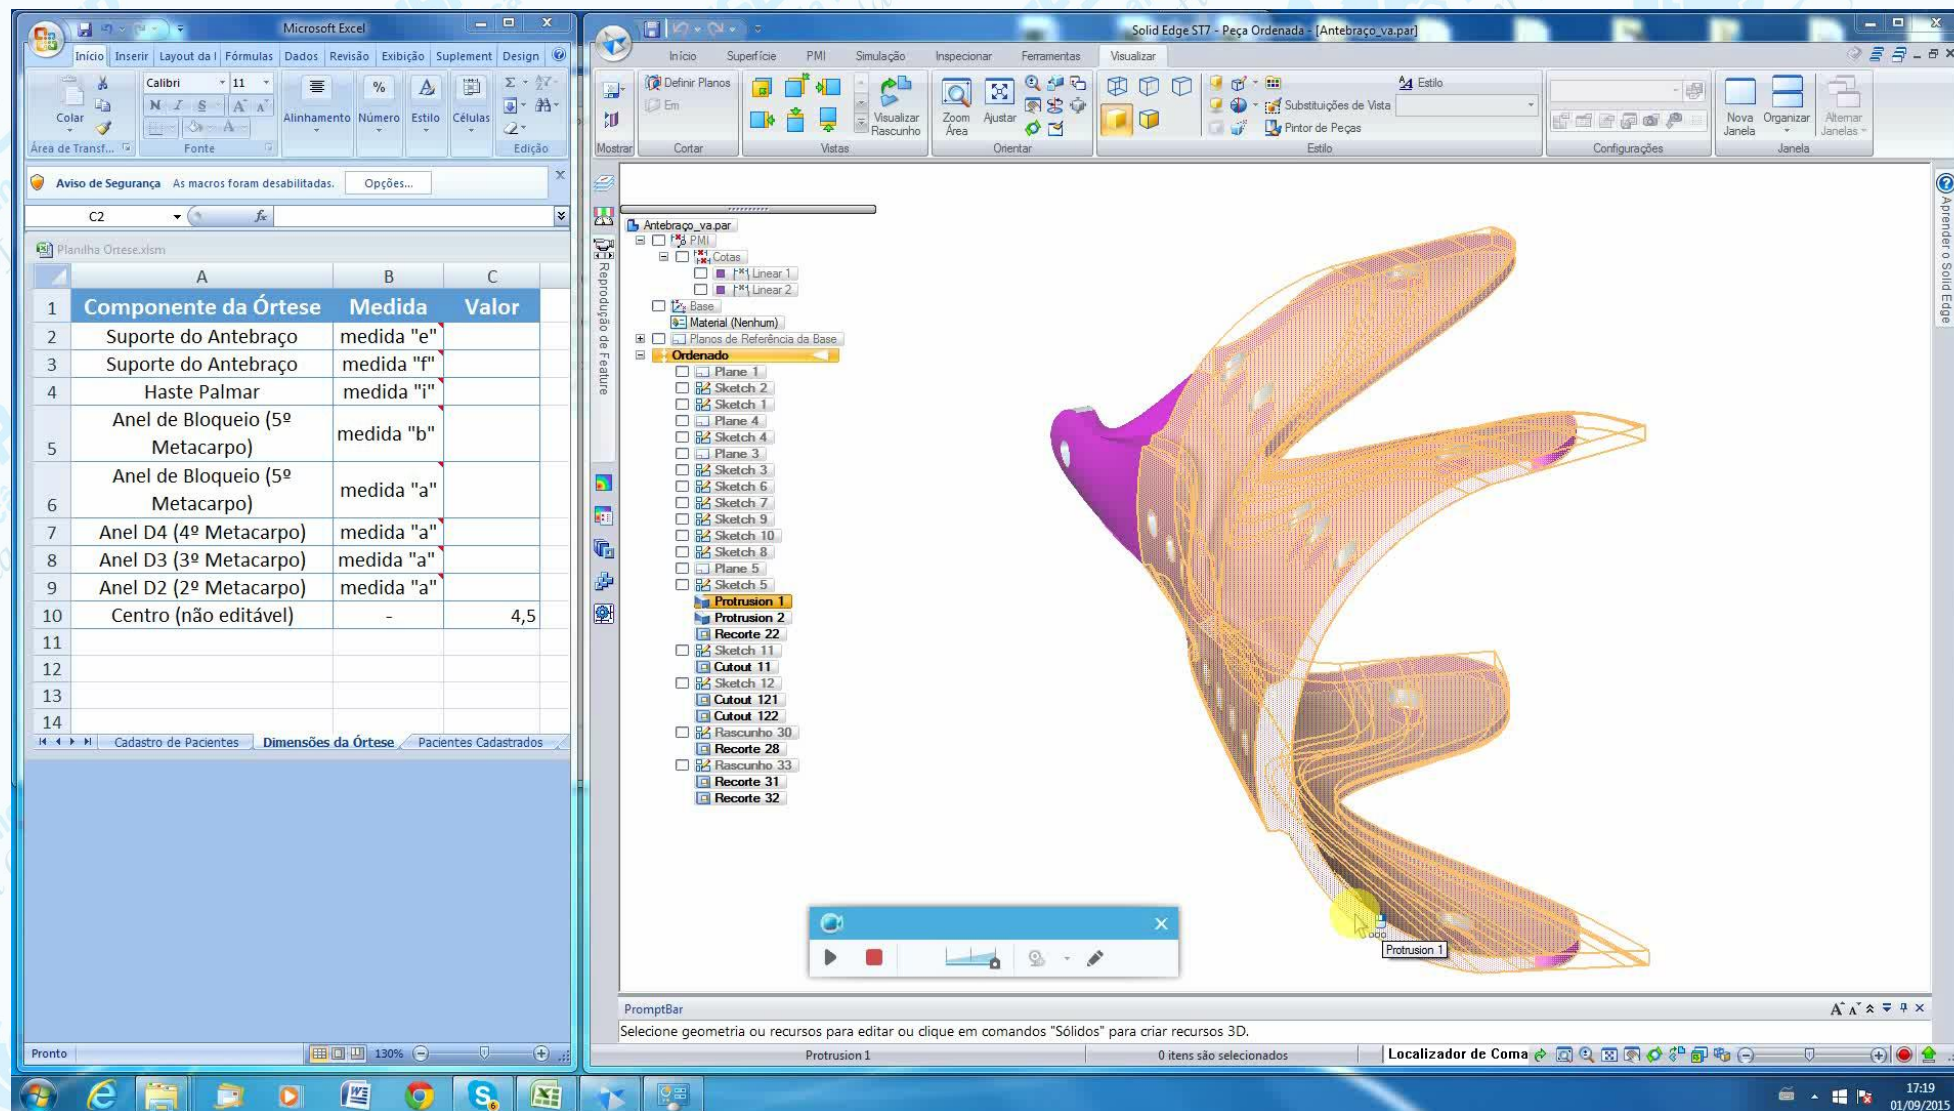 Microsoft Excel
Início Inserir Layout da I Fórmulas Dados Revisão Exibição Suplement Design
Calibri 11
N I S A A
% A Σ
Colar Alinhamento Número Estilo Células
Área de Transf... Fonte Edição
Aviso de Segurança As macros foram desabilitadas. Opções...
C2 fx
Planilha Ortese.xlsm
A B C
1 Componente da Órtese Medida Valor
2 Suporte do Antebraço medida "e"
3 Suporte do Antebraço medida "f"
4 Haste Palmar medida "i"
5 Anel de Bloqueio (5º
Metacarpo) medida "b"
6 Anel de Bloqueio (5º
Metacarpo) medida "a"
7 Anel D4 (4º Metacarpo) medida "a"
8 Anel D3 (3º Metacarpo) medida "a"
9 Anel D2 (2º Metacarpo) medida "a"
10 Centro (não editável) - 4,5
11
12
13
14
Cadastro de Pacientes Dimensões da Órtese Pacientes Cadastrados
Pronto 130%
Solid Edge ST7 - Peça Ordenada - [Antebraço_va.par]
Início Superfície PMI Simulação Inspecionar Ferramentas Visualizar
Definir Planos
Em
Visualizar
Rascunho
Zoom
Área
Ajustar
Substituições de Vista
Pintor de Peças
Estilo
Nova
Janela
Organizar
Alternar
Janelas
Mostrar Cortar Vistas Orientar Estilo Configurações Janela
Reprodução de Feature
Aprender o Solid Edge
Antebraço_va.par
PMI
Cotas
Linear 1
Linear 2
Base
Material (Nenhum)
Planos de Referência da Base
Ordenado
Plane 1
Sketch 2
Sketch 1
Plane 4
Sketch 4
Plane 3
Sketch 3
Sketch 6
Sketch 7
Sketch 9
Sketch 10
Sketch 8
Plane 5
Sketch 5
Protrusion 1
Protrusion 2
Recorte 22
Sketch 11
Cutout 11
Sketch 12
Cutout 121
Cutout 122
Rascunho 30
Recorte 28
Rascunho 33
Recorte 31
Recorte 32
Protrusion 1
PromptBar
Selecione geometria ou recursos para editar ou clique em comandos "Sólidos" para criar recursos 3D.
Protrusion 1 0 itens são selecionados Localizador de Coma
17:19
01/09/2015